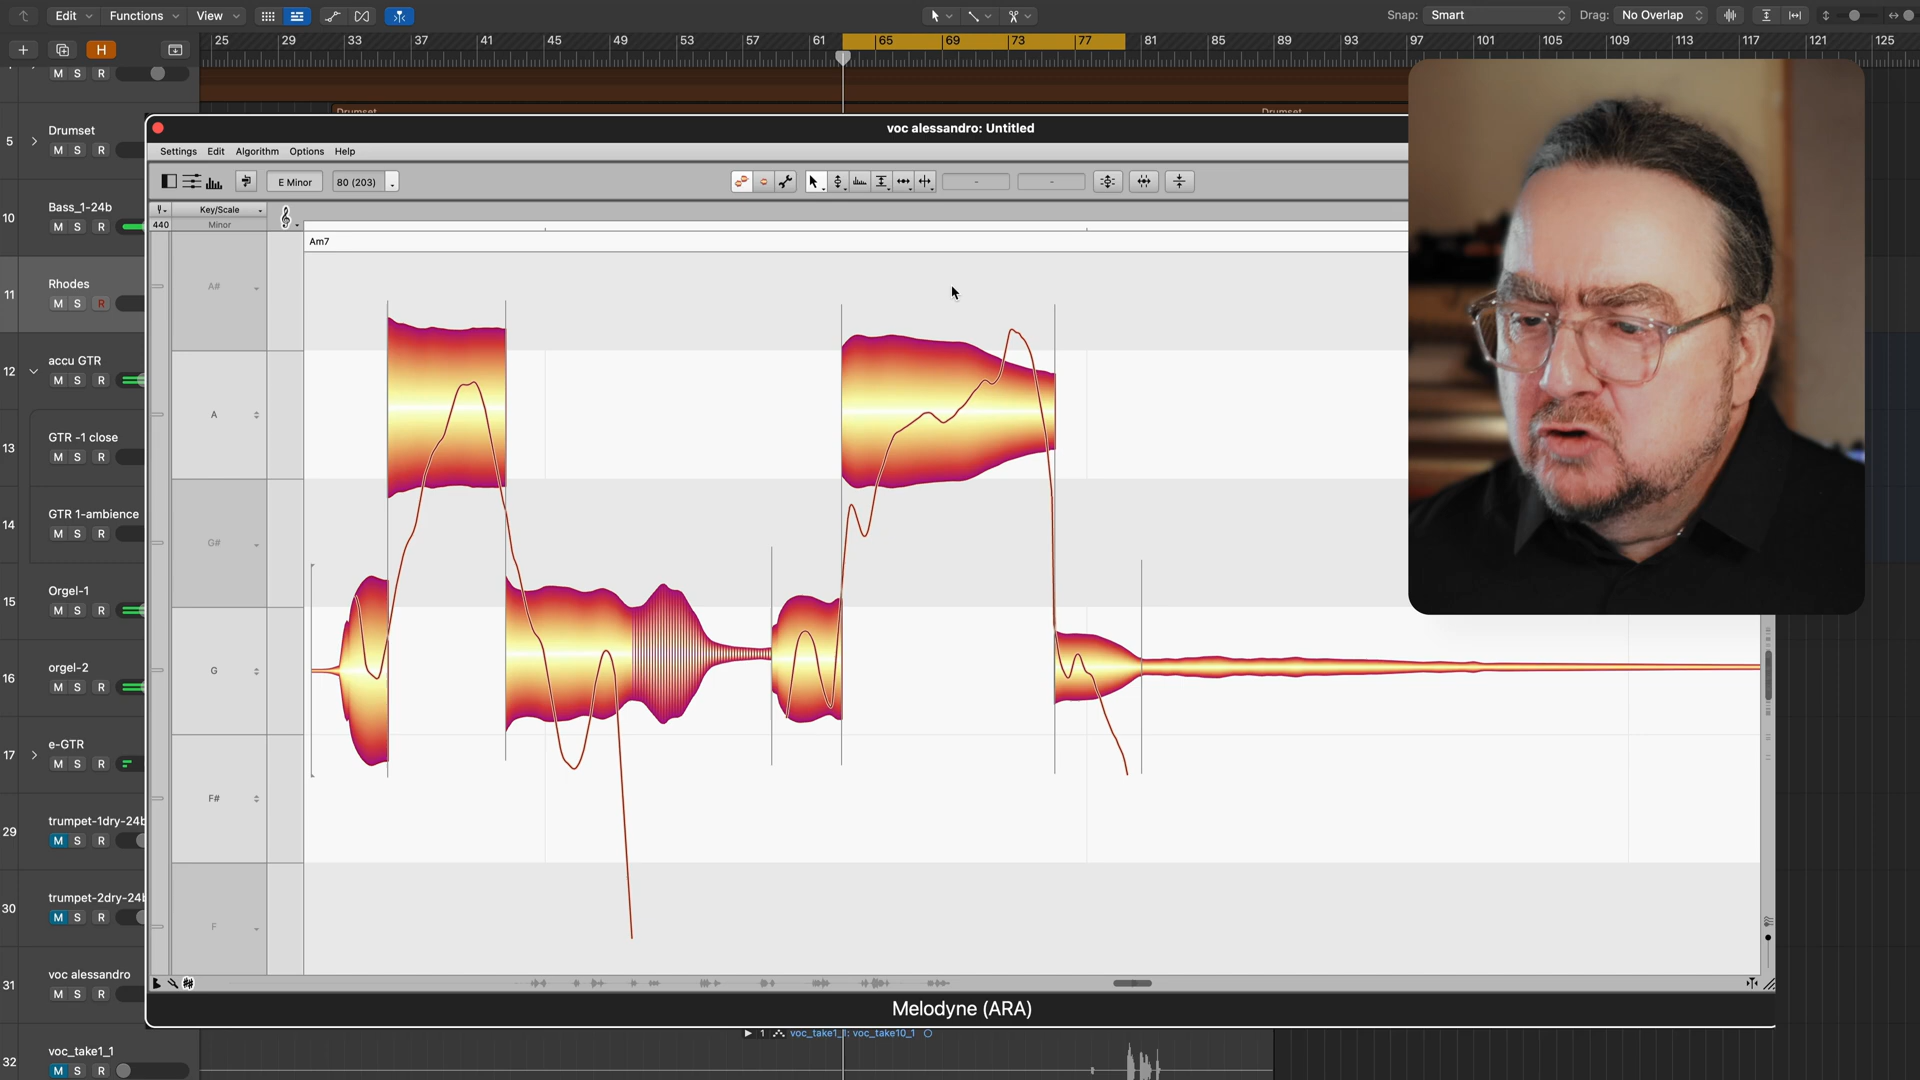 Edit Functions View Snap: Smart Drag: No Overlap
H
25 29 33 37 41 45 49 53 57 61 65 69 73 77 81 85 89 93 97 101 105 109 113 117 121 125
M S R
Drumset Drumset
5 Drumset
M S R
10 Bass_1-24b
M S R
11 Rhodes
M S R
12 accu GTR
M S R
13 GTR -1 close
M S R
14 GTR 1-ambience
M S R
15 Orgel-1
M S R
16 orgel-2
M S R
17 e-GTR
M S R
29 trumpet-1dry-24b
M S R
30 trumpet-2dry-24b
M S R
31 voc alessandro
M S R
32 voc_take1_1
M S R
voc alessandro: Untitled
Settings Edit Algorithm Options Help
E Minor 80 (203) - -
Key/Scale
440 Minor
Am7
A#
A
G#
G
F#
F
Melodyne (ARA)
1 voc_take1_1: voc_take10_1